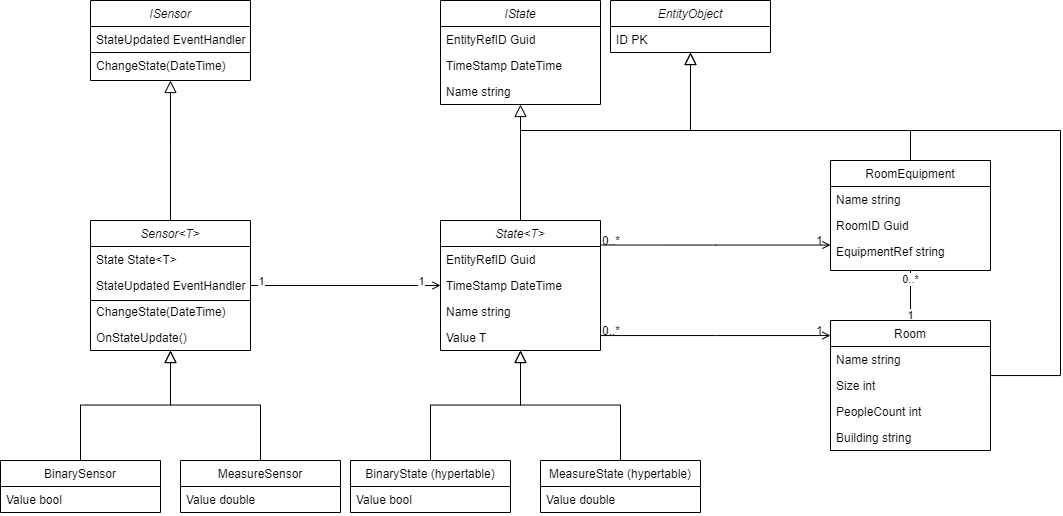 ISensor
StateUpdated EventHandler
ChangeState(DateTime)
IState
EntityRefID Guid
TimeStamp DateTime
Name string
EntityObject
ID PK
RoomEquipment
Name string
RoomID Guid
EquipmentRef string
Sensor<T>
State State<T>
StateUpdated EventHandler
ChangeState(DateTime)
OnStateUpdate()
1
1
State<T>
EntityRefID Guid
TimeStamp DateTime
Name string
Value T
0..*
1
0..*
1
0..*
1
Room
Name string
Size int
PeopleCount int
Building string
BinarySensor
Value bool
MeasureSensor
Value double
BinaryState (hypertable)
Value bool
MeasureState (hypertable)
Value double